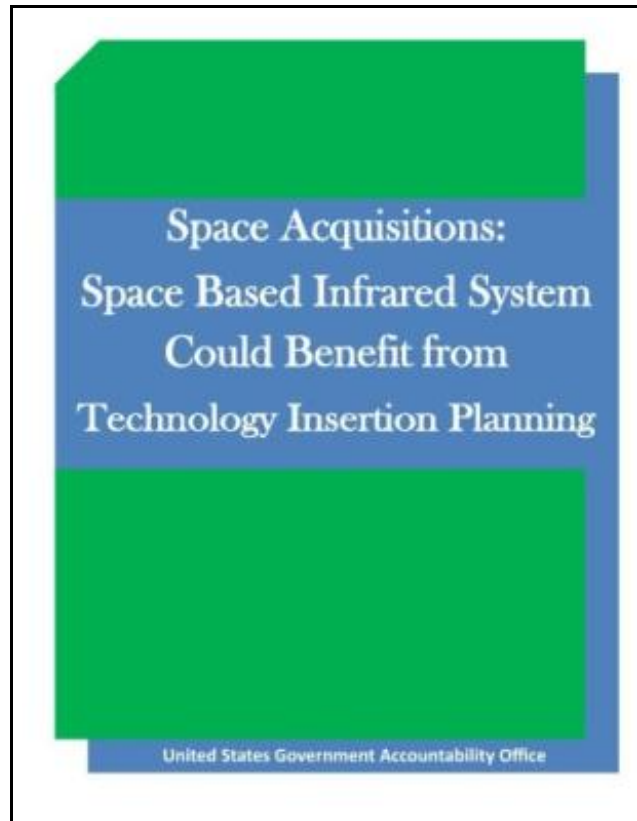 Space Acquisitions:
Space Based Infrared System
Could Benefit from
Technology Insertion Planning
United States Government Accountability Office